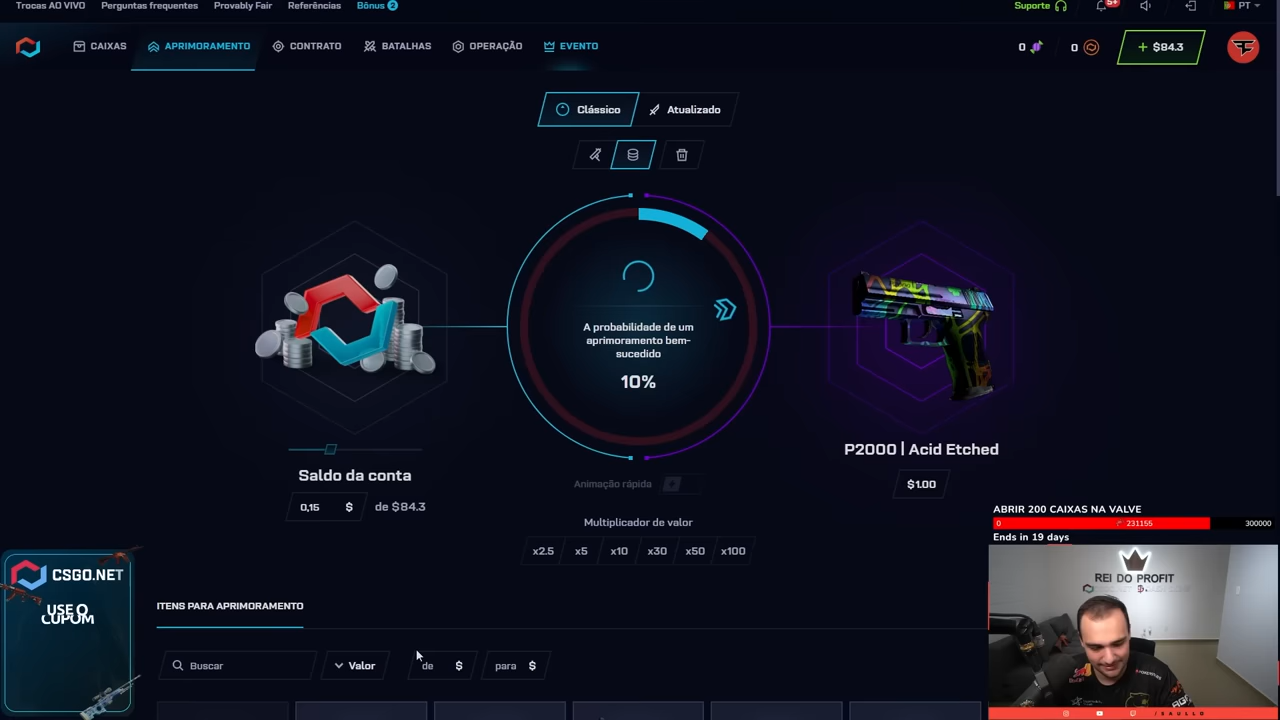 Trocas AO VIVO Perguntas frequentes Provably Fair Referências Bônus 2 Suporte 5+ PT
CAIXAS APRIMORAMENTO CONTRATO BATALHAS OPERAÇÃO EVENTO 0 0 + $84.3
Clássico Atualizado
A probabilidade de um
aprimoramento bem-
sucedido
10%
Saldo da conta
0,15 $ de $84.3
P2000 | Acid Etched
$1.00
Animação rápida
Multiplicador de valor
x2.5 x5 x10 x30 x50 x100
ITENS PARA APRIMORAMENTO
Buscar Valor de $ para $
CSGO.NET
USE O
CUPOM
ABRIR 200 CAIXAS NA VALVE
0 231155 300000
Ends in 19 days
REI DO PROFIT
/SAULLO